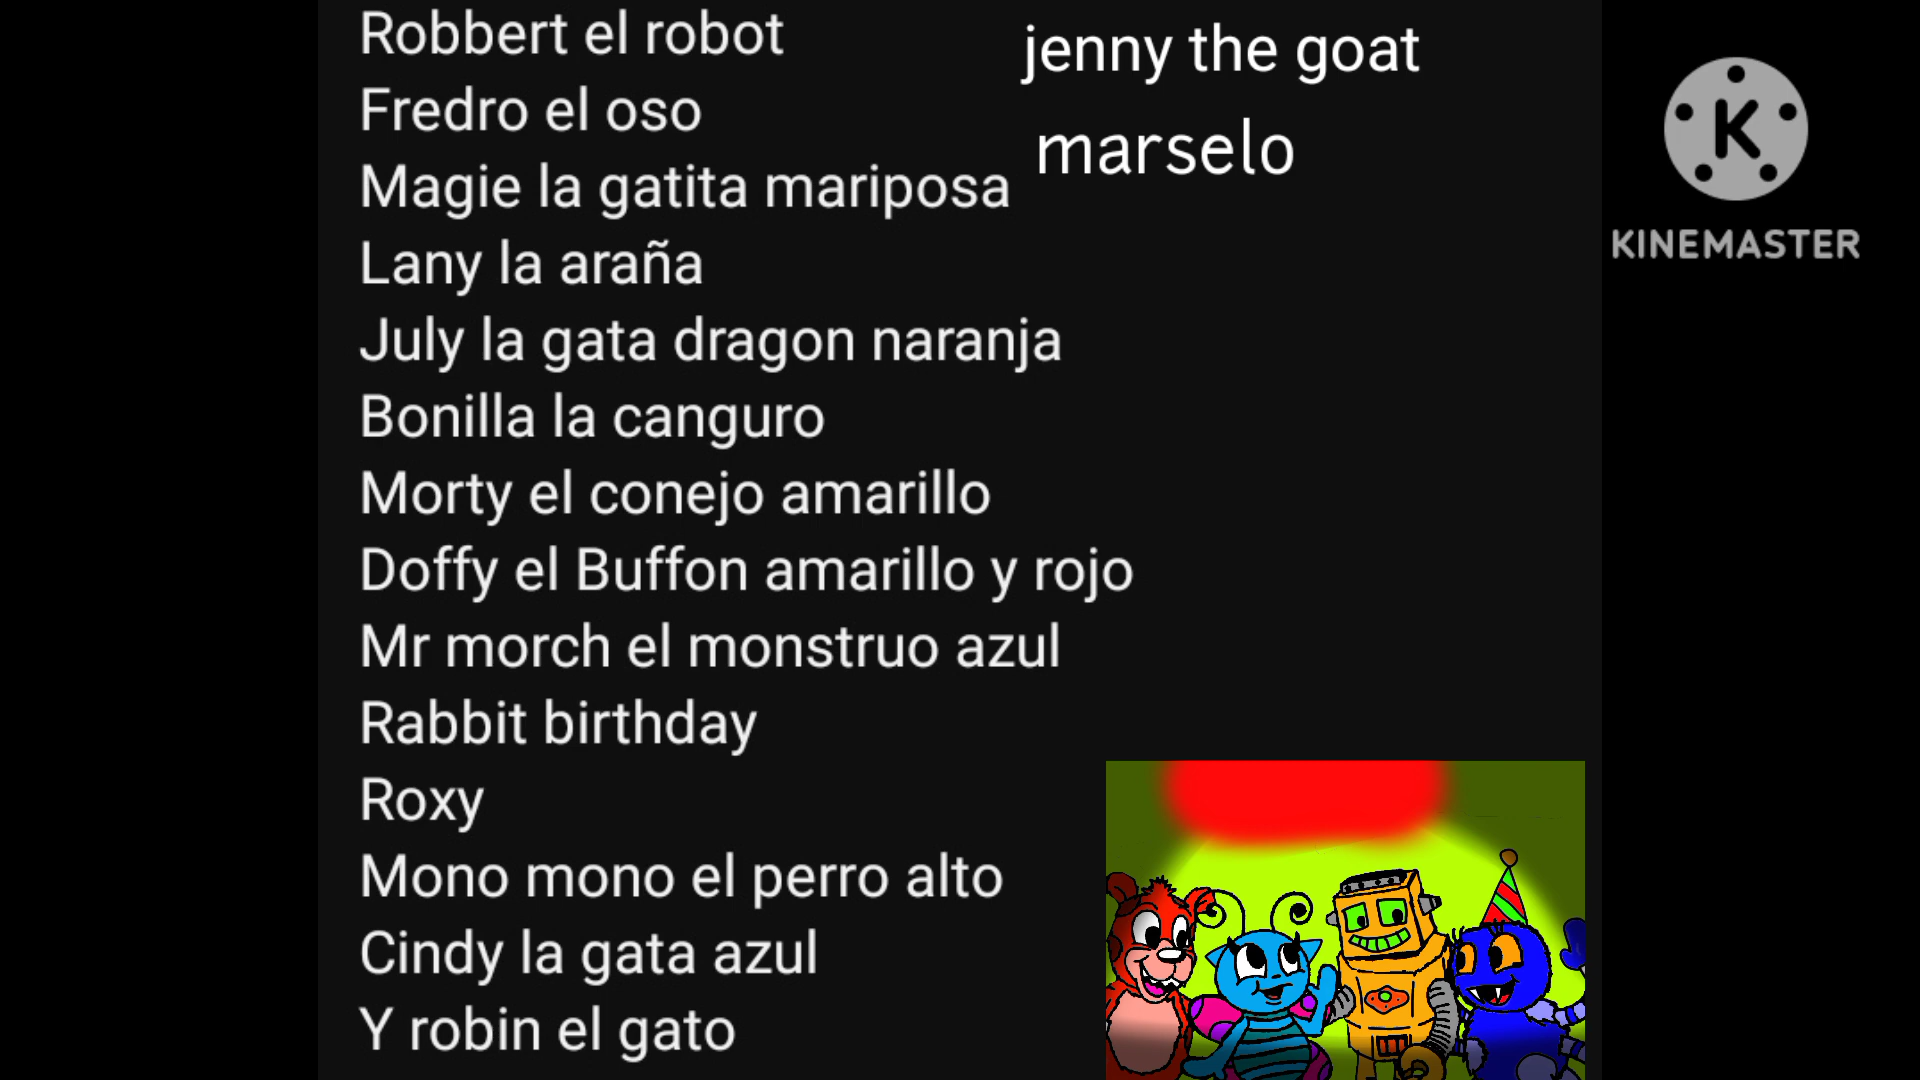 Robbert el robot
Fredro el oso
Magie la gatita mariposa
Lany la araña
July la gata dragon naranja
Bonilla la canguro
Morty el conejo amarillo
Doffy el Buffon amarillo y rojo
Mr morch el monstruo azul
Rabbit birthday
Roxy
Mono mono el perro alto
Cindy la gata azul
Y robin el gato
jenny the goat
marselo
K
KINEMASTER